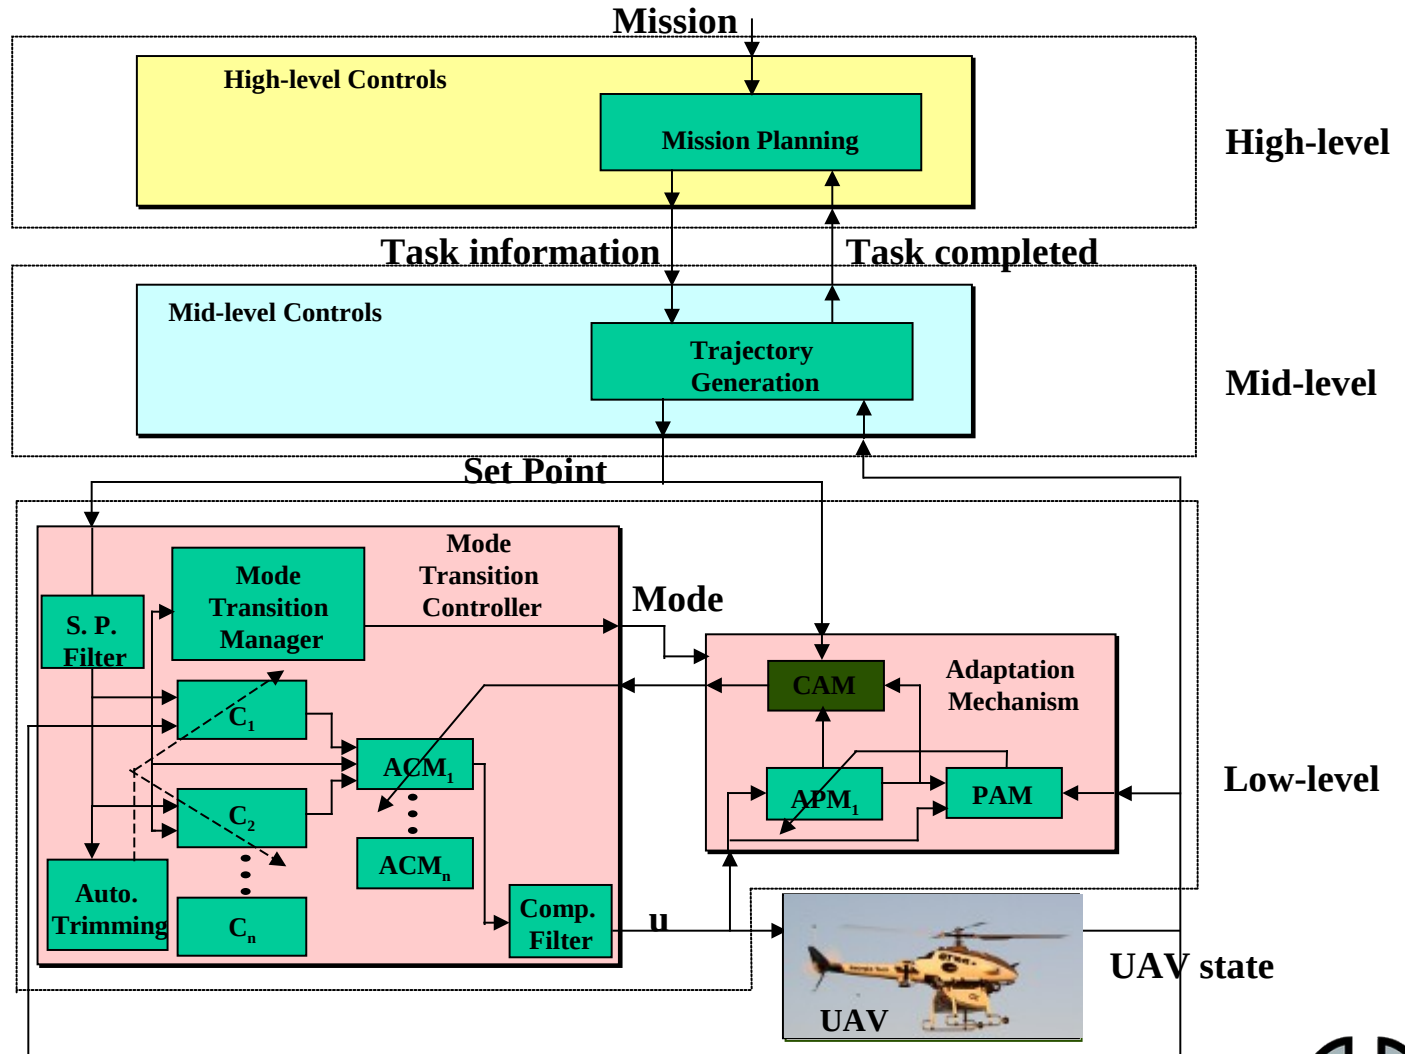 Mission
High-level Controls
Mission Planning
High-level
Task information
Task completed
Mid-level Controls
Trajectory
Generation
Mid-level
Set Point
Mode
Transition
Controller
Mode
Transition
Manager
S. P.
Filter
Mode
Adaptation
Mechanism
CAM
C1
ACM1
APM1
PAM
Low-level
C2
ACMn
Auto.
Trimming
Cn
Comp.
Filter
u
UAV state
UAV